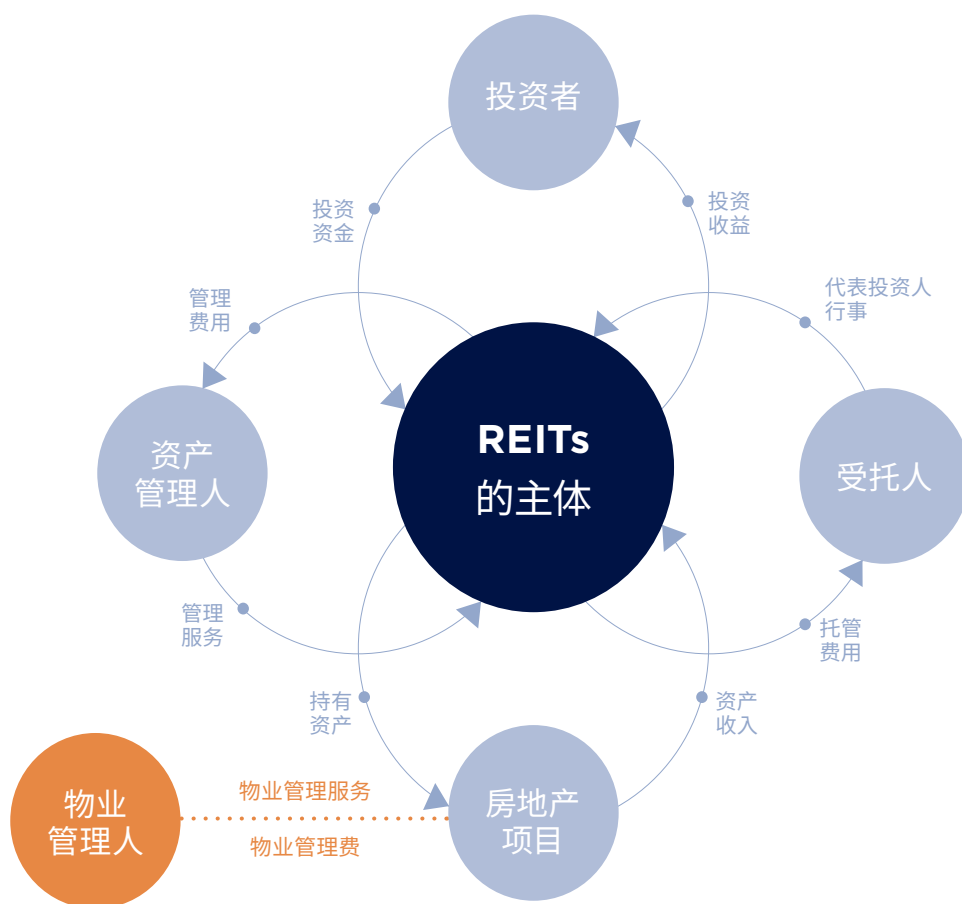 投资者
投资
资金
投资
收益
管理
费用
代表投资人
行事
REITs
的主体
资产
管理人
受托人
管理
服务
托管
费用
持有
资产
资产
收入
物业
管理人
物业管理服务
物业管理费
房地产
项目